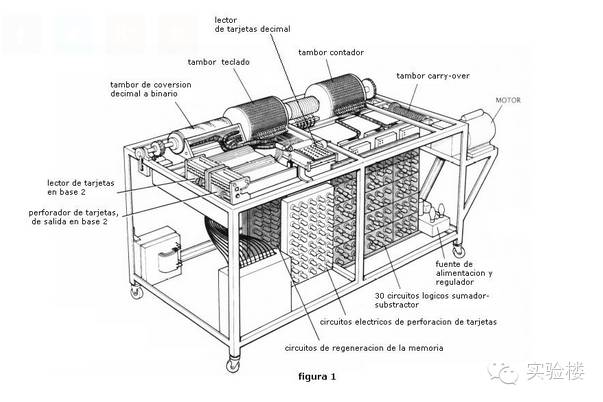 lector
de tarjetas decimal
tambor contador
tambor  teclado
tambor carry-over
tambor de coversion
decimal a binario
MOTOR
lector de tarjetas
en base 2
perforador de tarjetas,
de salida en base 2
fuente de
alimentacion y
regulador
30 circuitos logicos sumador-
substractor
circuitos electricos de perforacion de tarjetas
circuitos de regeneracion de la memoria
figura 1
实验楼